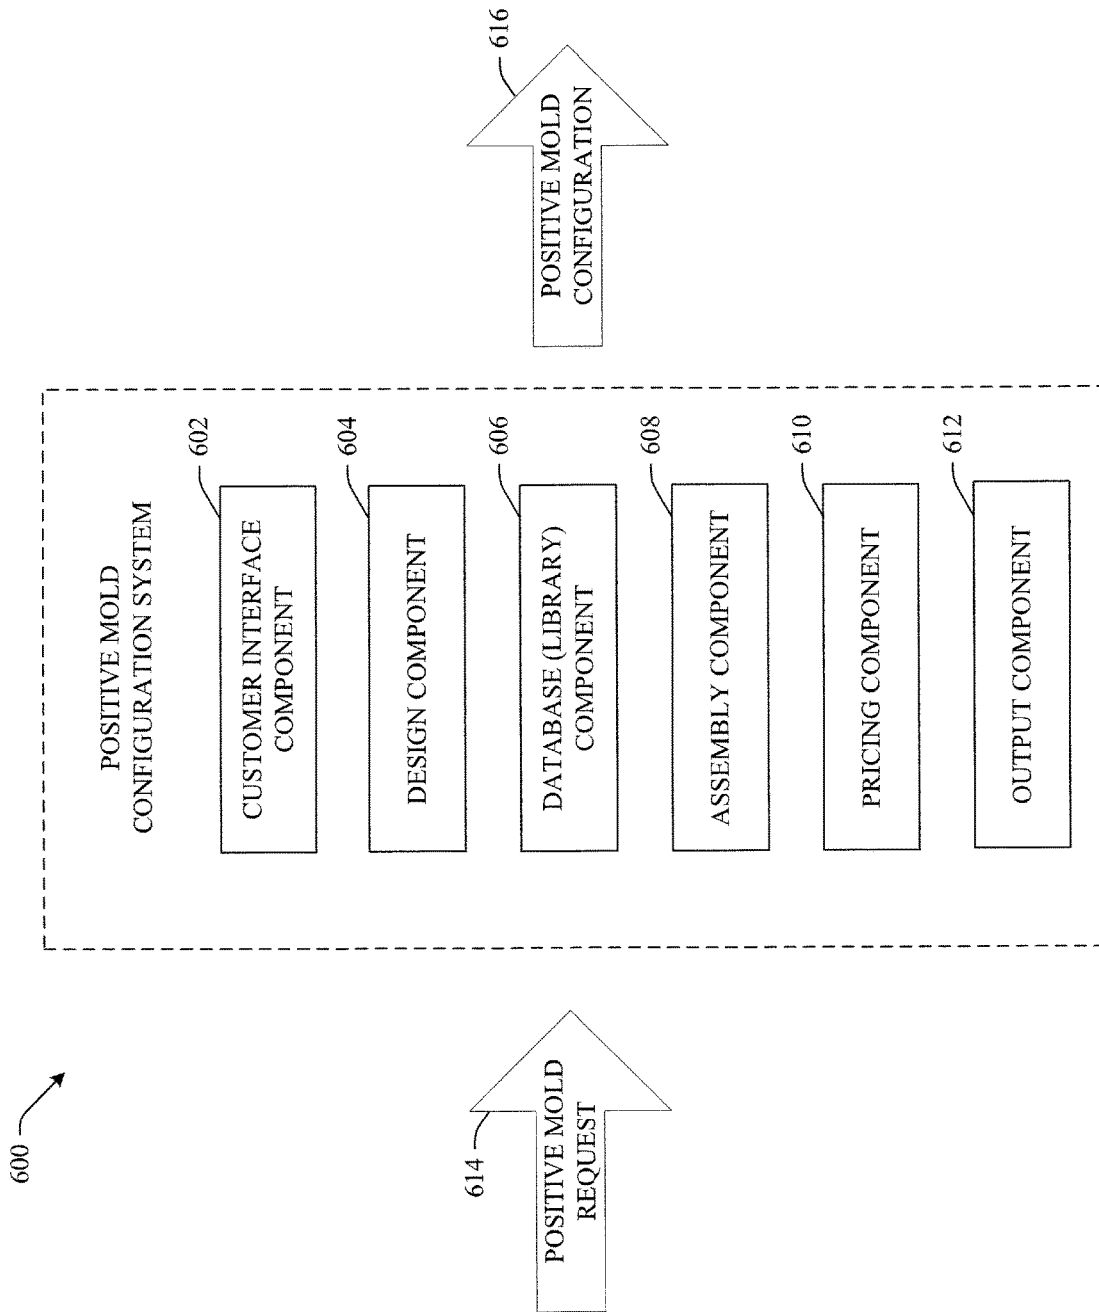 600
POSITIVE MOLD
REQUEST
614
POSITIVE MOLD
CONFIGURATION SYSTEM
CUSTOMER INTERFACE
COMPONENT
602
DESIGN COMPONENT
604
DATABASE (LIBRARY)
COMPONENT
606
ASSEMBLY COMPONENT
608
PRICING COMPONENT
610
OUTPUT COMPONENT
612
POSITIVE MOLD
CONFIGURATION
616